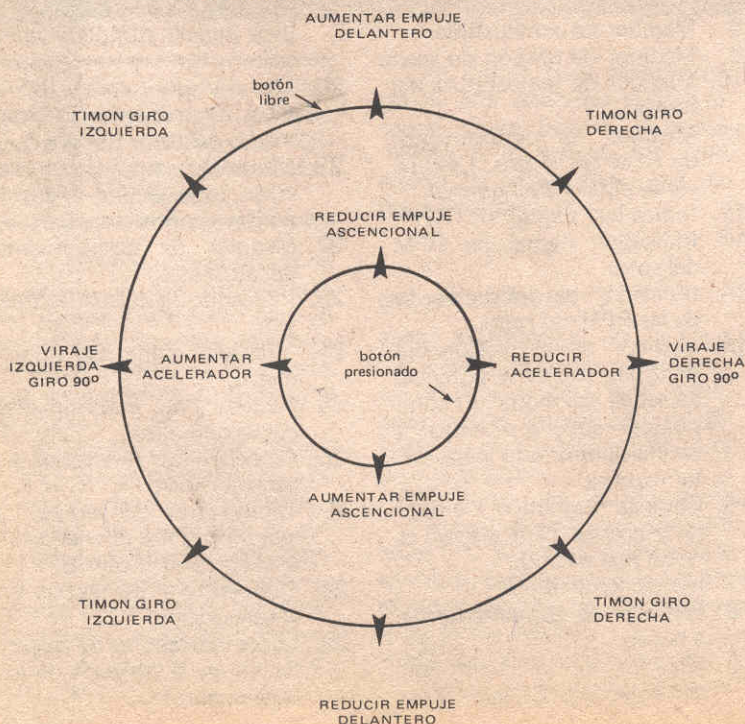 AUMENTAR EMPUJE
DELANTERO
botón
libre
TIMON GIRO
IZQUIERDA
TIMON GIRO
DERECHA
REDUCIR EMPUJE
ASCENCIONAL
VIRAJE
IZQUIERDA
GIRO 90º
AUMENTAR
ACELERADOR
botón
presionado
REDUCIR
ACELERADOR
VIRAJE
DERECHA
GIRO 90º
AUMENTAR EMPUJE
ASCENCIONAL
TIMON GIRO
IZQUIERDA
TIMON GIRO
DERECHA
REDUCIR EMPUJE
DELANTERO